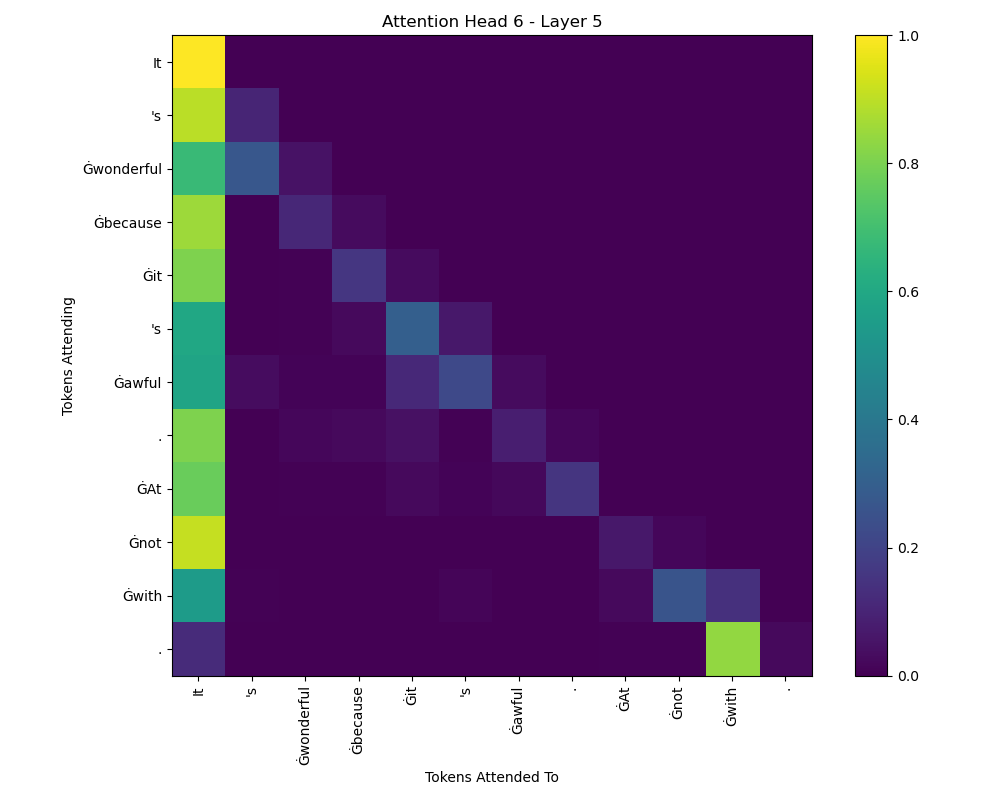 Attention Head 6 - Layer 5
Tokens Attending
It
's
Ġwonderful
Ġbecause
Ġit
's
Ġawful
.
ĠAt
Ġnot
Ġwith
.
It
's
Ġwonderful
Ġbecause
Ġit
's
Ġawful
.
ĠAt
Ġnot
Ġwith
.
Tokens Attended To
1.0
0.8
0.6
0.4
0.2
0.0